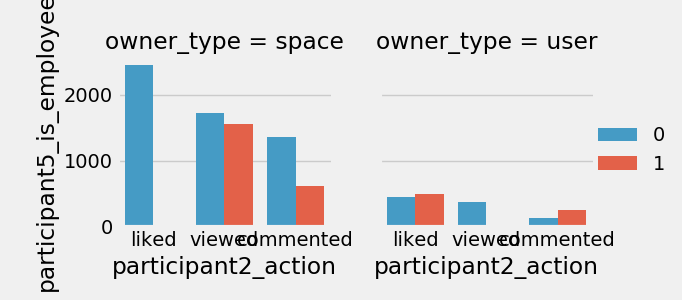 owner_type = space
owner_type = user
participant5_is_employee
2000
1000
0
liked
viewed
commented
liked
viewed
commented
participant2_action
participant2_action
0
1